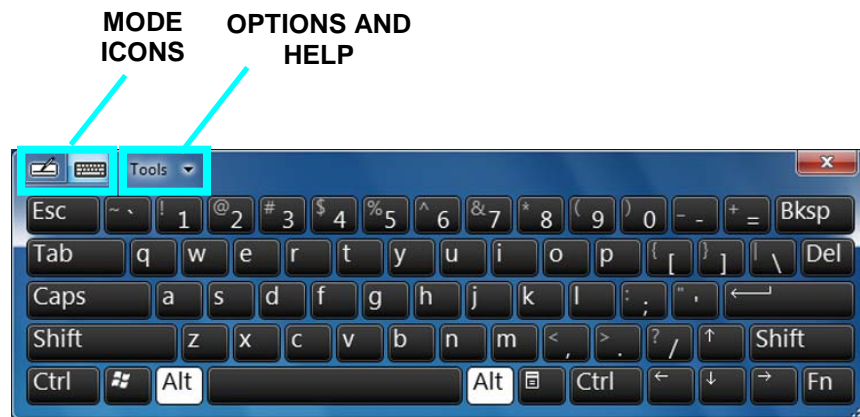 MODE ICONS
OPTIONS AND HELP
Tools
x
Esc ~ ` ! 1 @ 2 # 3 $ 4 % 5 ^ 6 & 7 * 8 ( 9 ) 0 _ - + = Bksp
Tab q w e r t y u i o p { [ } ] | \ Del
Caps a s d f g h j k l : ; " '
Shift z x c v b n m < , > . ? / ↑ Shift
Ctrl Alt Alt Ctrl ← ↓ → Fn